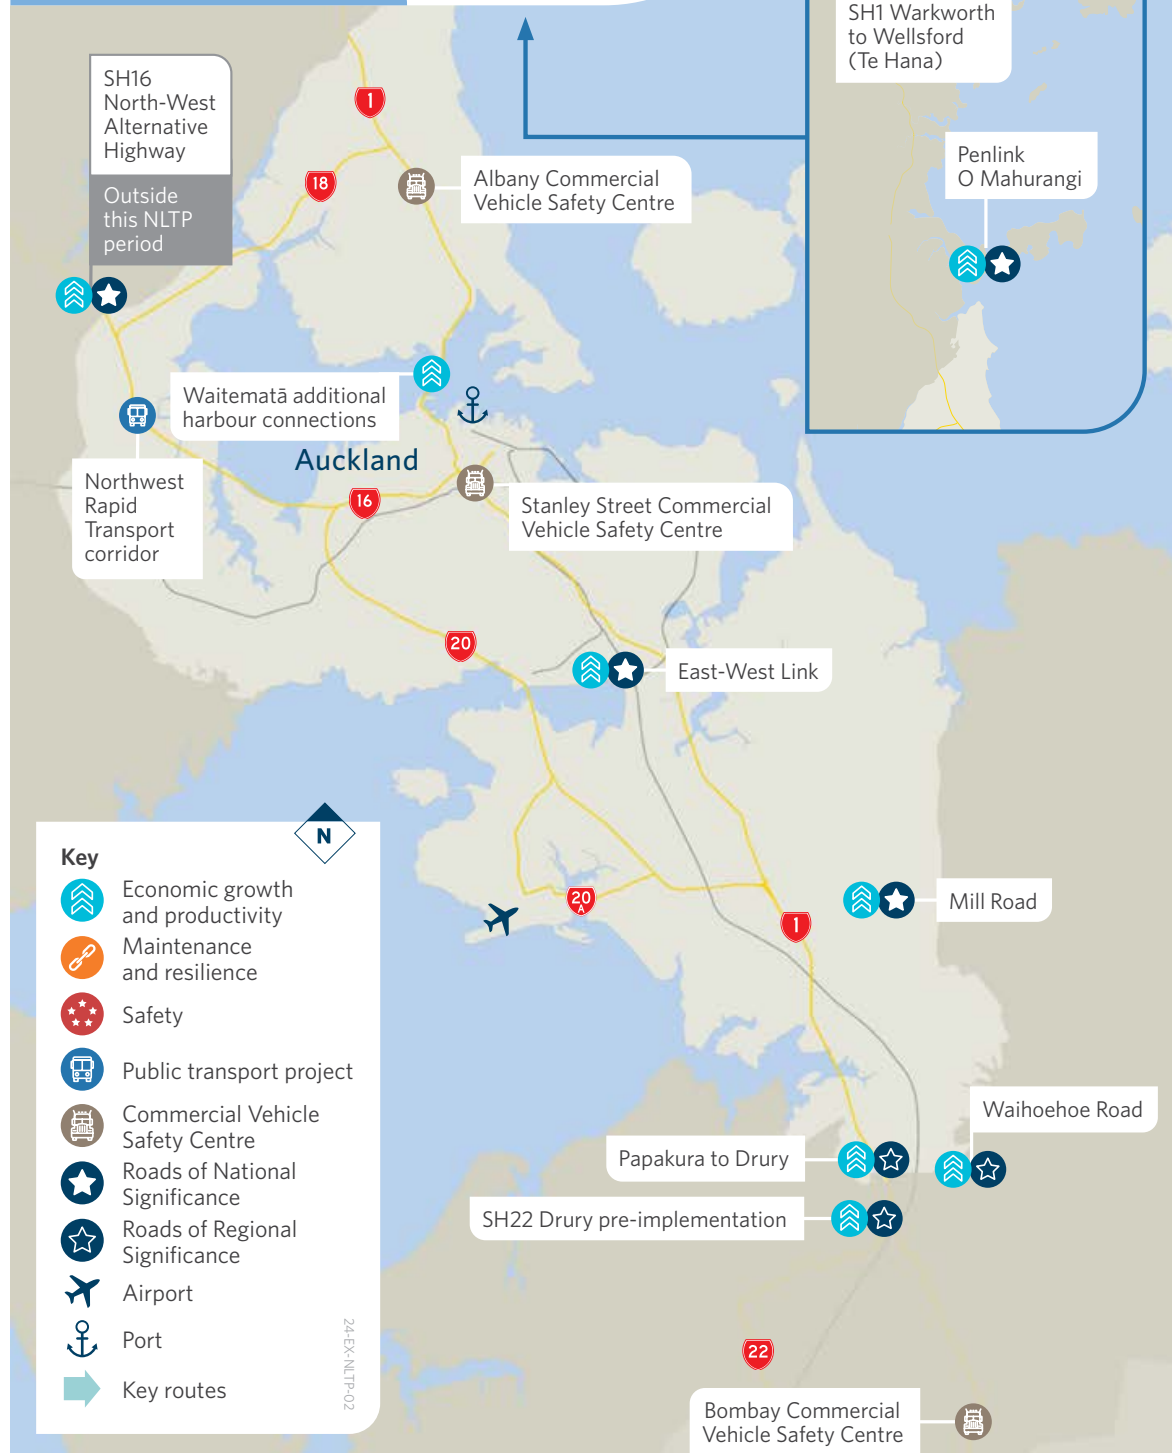 SH1 Warkworth
to Wellsford
(Te Hana)
SH16
North-West
Alternative
Highway
Outside
this NLTP
period
1
18
Albany Commercial
Vehicle Safety Centre
Penlink
O Mahurangi
Waitematā additional
harbour connections
Auckland
Northwest
Rapid
Transport
corridor
16
Stanley Street Commercial
Vehicle Safety Centre
20
East-West Link
N
Key
Economic growth
and productivity
Maintenance
and resilience
Safety
Public transport project
Commercial Vehicle
Safety Centre
Roads of National
Significance
Roads of Regional
Significance
Airport
Port
Key routes
24-EX-NLTP-02
20
A
1
Mill Road
Waihoehoe Road
Papakura to Drury
SH22 Drury pre-implementation
22
Bombay Commercial
Vehicle Safety Centre